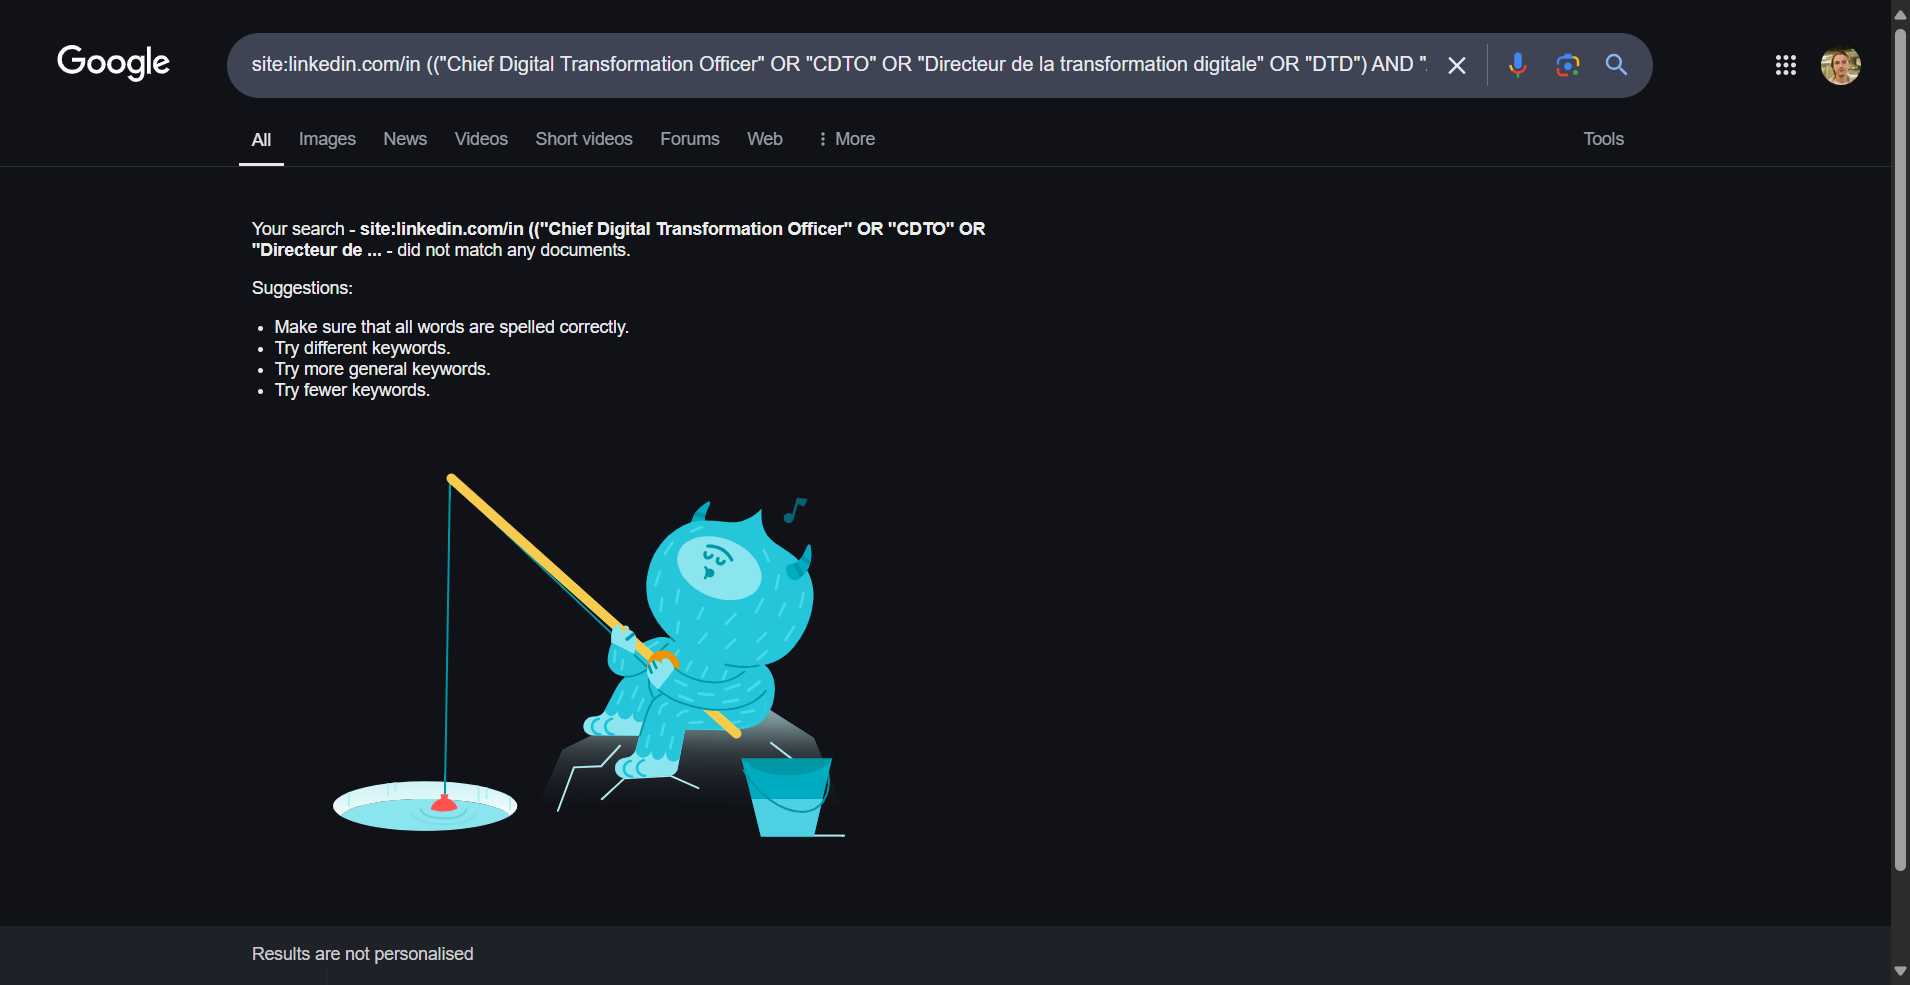 Google
site:linkedin.com/in (("Chief Digital Transformation Officer" OR "CDTO" OR "Directeur de la transformation digitale" OR "DTD") AND "
All Images News Videos Short videos Forums Web More Tools
Your search - site:linkedin.com/in (("Chief Digital Transformation Officer" OR "CDTO" OR
"Directeur de ... - did not match any documents.
Suggestions:
Make sure that all words are spelled correctly.
Try different keywords.
Try more general keywords.
Try fewer keywords.
Results are not personalised